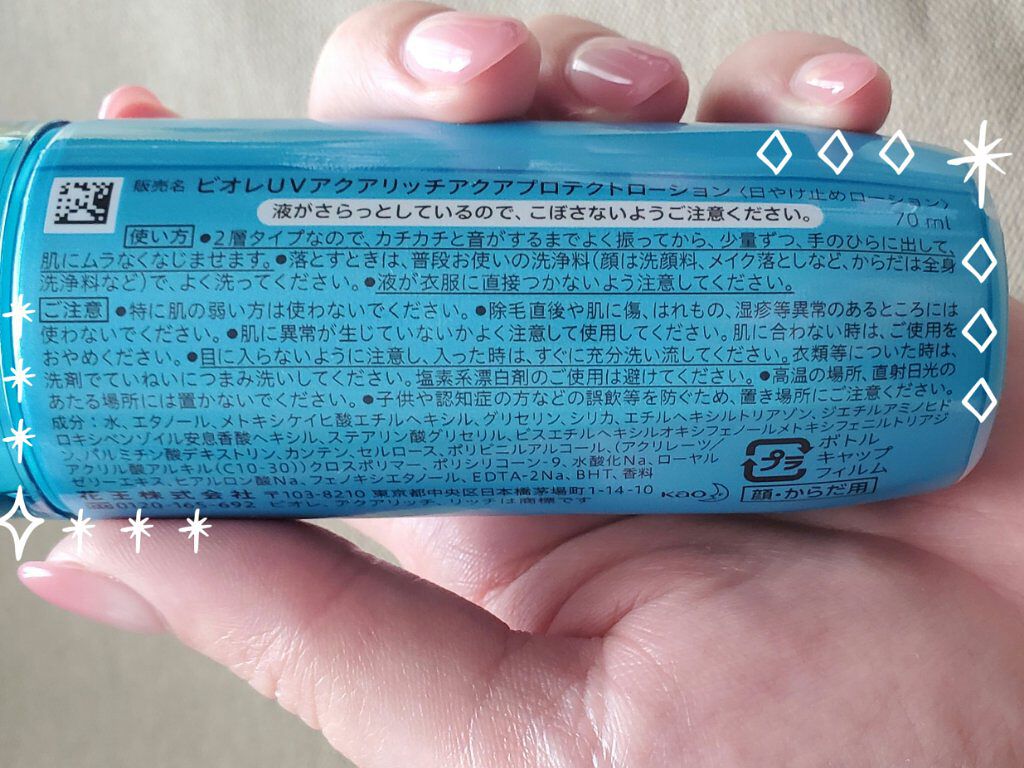 販売名 ビオレUVアクアリッチアクアプロテクトローション〈日やけ止めローション〉
液がさらっとしているので、こぼさないようご注意ください。
70 ml
使い方 ●2層タイプなので、カチカチと音がするまでよく振ってから、少量ずつ、手のひらに出して、
肌にムラなくなじませます。●落とすときは、普段お使いの洗浄料(顔は洗顔料、メイク落としなど、からだは全身
洗浄料など)で、よく洗ってください。●液が衣服に直接つかないよう注意してください。
ご注意 ●特に肌の弱い方は使わないでください。●除毛直後や肌に傷、はれもの、湿疹等異常のあるところには
使わないでください。●肌に異常が生じていないかよく注意して使用してください。肌に合わない時は、ご使用を
おやめください。●目に入らないように注意し、入った時は、すぐに充分洗い流してください。衣類等についた時は、
洗剤でていねいにつまみ洗いしてください。塩素系漂白剤のご使用は避けてください。●高温の場所、直射日光の
あたる場所には置かないでください。●子供や認知症の方などの誤飲等を防ぐため、置き場所にご注意ください。
成分:水、エタノール、メトキシケイヒ酸エチルヘキシル、グリセリン、シリカ、エチルヘキシルトリアゾン、ジエチルアミノヒド
ロキシベンゾイル安息香酸ヘキシル、ステアリン酸グリセリル、ビスエチルヘキシルオキシフェノールメトキシフェニルトリアジ
ン、パルミチン酸デキストリン、カンテン、セルロース、ポリビニルアルコール、(アクリレーツ/
アクリル酸アルキル(C10-30))クロスポリマー、ポリシリコーン-9、水酸化Na、ローヤル
ゼリーエキス、ヒアルロン酸Na、フェノキシエタノール、EDTA-2Na、BHT、香料
プラ
ボトル
キャップ
フィルム
花王株式会社 〒103-8210 東京都中央区日本橋茅場町1-14-10 Kao
顔・からだ用
0120-165-692 ビオレ、アクアリッチ、リッチは商標です